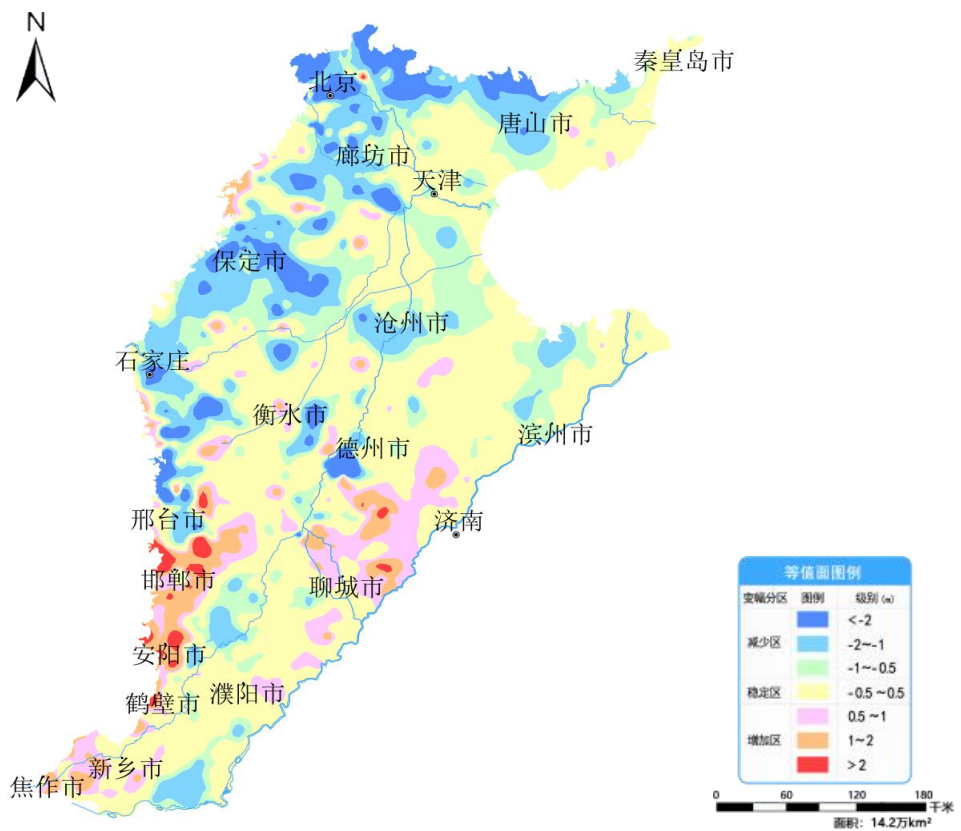 N
秦皇岛市
北京
唐山市
廊坊市
天津
保定市
沧州市
石家庄
衡水市
滨州市
德州市
邢台市
济南
邯郸市
聊城市
安阳市
鹤壁市
濮阳市
新乡市
焦作市
等值面图例
变幅分区 图例 级别 (m)
减少区
<-2
-2~-1
-1~-0.5
稳定区 -0.5~0.5
增加区
0.5~1
1~2
>2
0 60 120 180
千米
面积：14.2万km²